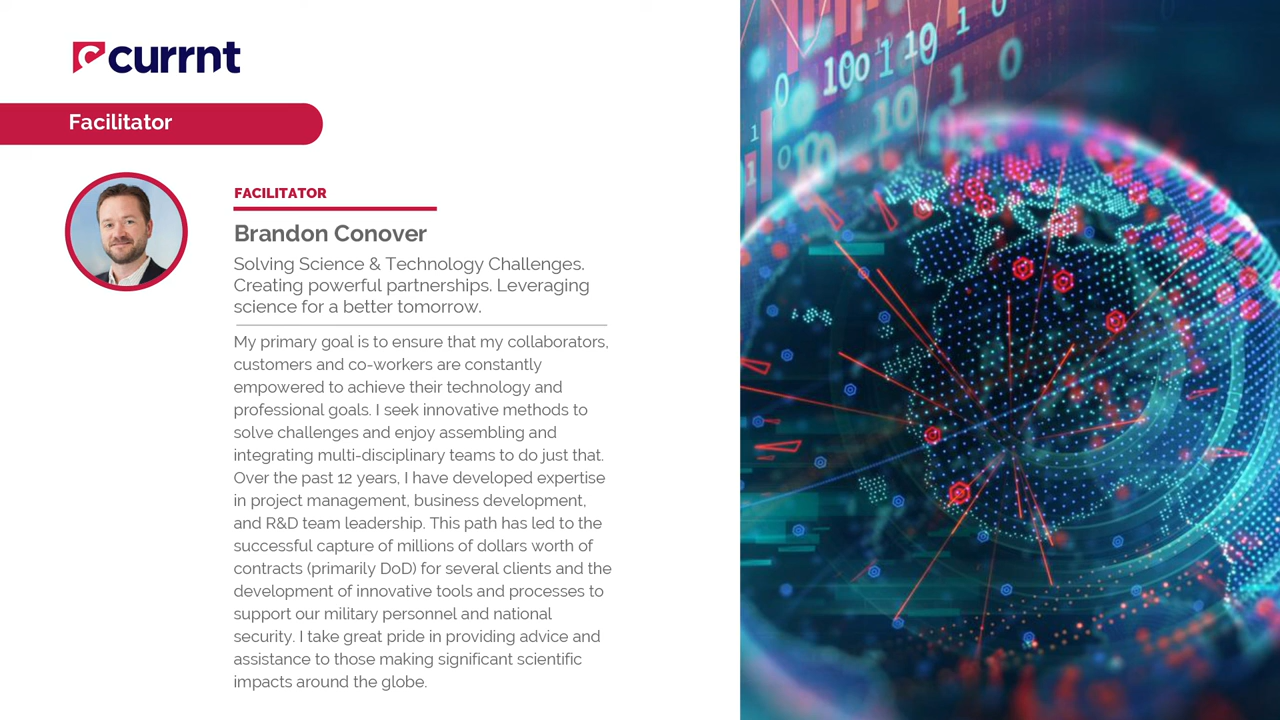 currnt
Facilitator
FACILITATOR
Brandon Conover
Solving Science & Technology Challenges.
Creating powerful partnerships. Leveraging
science for a better tomorrow.
My primary goal is to ensure that my collaborators,
customers and co-workers are constantly
empowered to achieve their technology and
professional goals. I seek innovative methods to
solve challenges and enjoy assembling and
integrating multi-disciplinary teams to do just that.
Over the past 12 years, I have developed expertise
in project management, business development,
and R&D team leadership. This path has led to the
successful capture of millions of dollars worth of
contracts (primarily DoD) for several clients and the
development of innovative tools and processes to
support our military personnel and national
security. I take great pride in providing advice and
assistance to those making significant scientific
impacts around the globe.